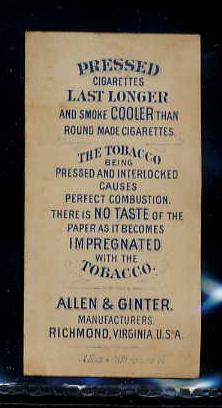 PRESSED
CIGARETTES
LAST LONGER
AND SMOKE COOLER THAN
ROUND MADE CIGARETTES.
THE TOBACCO
BEING
PRESSED AND INTERLOCKED
CAUSES
PERFECT COMBUSTION.
THERE IS NO TASTE OF THE
PAPER AS IT BECOMES
IMPREGNATED
WITH THE
TOBACCO.
ALLEN & GINTER.
MANUFACTURERS.
RICHMOND, VIRGINIA. U.S.A.